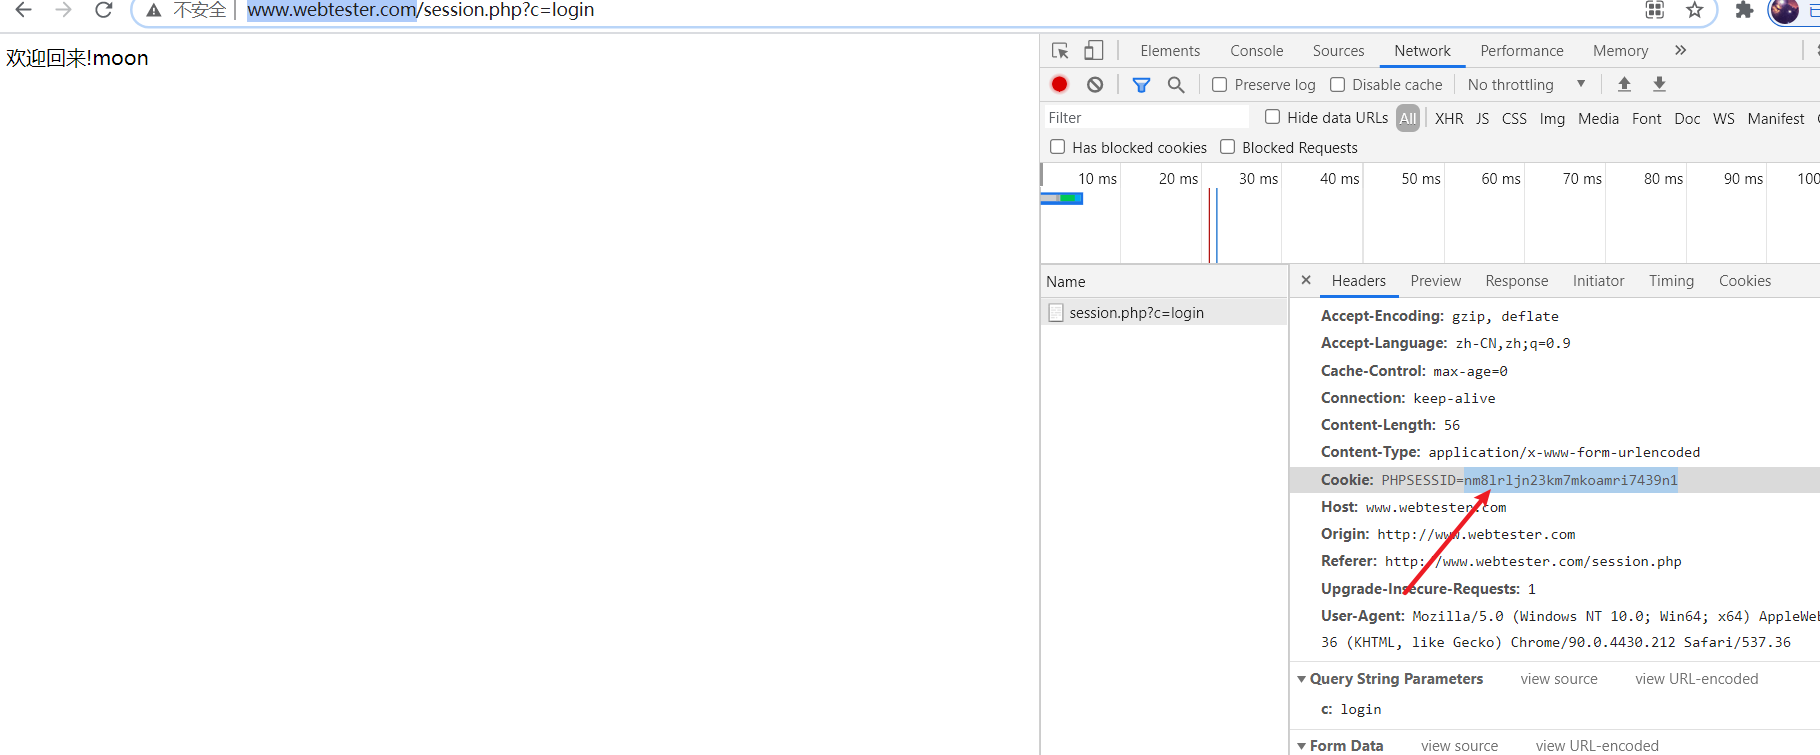 不安全 | www.webtester.com/session.php?c=login
欢迎回来!moon
Elements Console Sources Network Performance Memory »
Preserve log Disable cache No throttling
Filter Hide data URLs All XHR JS CSS Img Media Font Doc WS Manifest
Has blocked cookies Blocked Requests
10 ms 20 ms 30 ms 40 ms 50 ms 60 ms 70 ms 80 ms 90 ms 100
Name
session.php?c=login
× Headers Preview Response Initiator Timing Cookies
Accept-Encoding: gzip, deflate
Accept-Language: zh-CN,zh;q=0.9
Cache-Control: max-age=0
Connection: keep-alive
Content-Length: 56
Content-Type: application/x-www-form-urlencoded
Cookie: PHPSESSID=nm8lrljn23km7mkoamri7439n1
Host: www.webtester.com
Origin: http://www.webtester.com
Referer: http://www.webtester.com/session.php
Upgrade-Insecure-Requests: 1
User-Agent: Mozilla/5.0 (Windows NT 10.0; Win64; x64) AppleWeb
36 (KHTML, like Gecko) Chrome/90.0.4430.212 Safari/537.36
Query String Parameters view source view URL-encoded
c: login
Form Data view source view URL-encoded